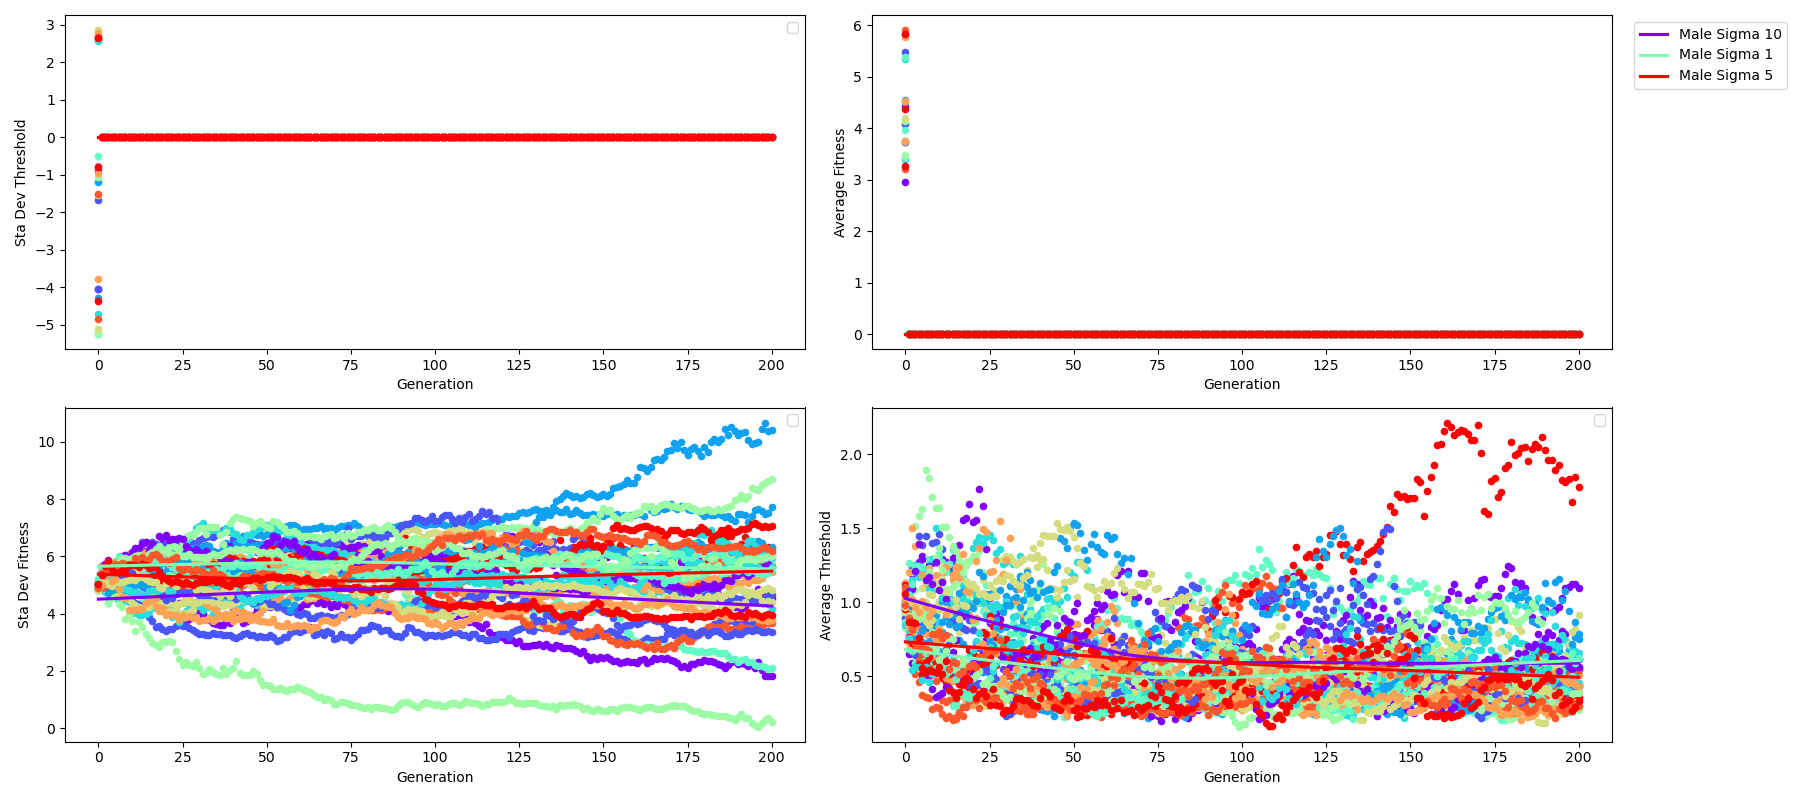 3
2
1
0
−1
−2
−3
−4
−5
Sta Dev Threshold
0 25 50 75 100 125 150 175 200
Generation
6
5
4
3
2
1
0
Average Fitness
0 25 50 75 100 125 150 175 200
Generation
Male Sigma 10
Male Sigma 1
Male Sigma 5
10
8
6
4
2
0
Sta Dev Fitness
0 25 50 75 100 125 150 175 200
Generation
2.0
1.5
1.0
0.5
Average Threshold
0 25 50 75 100 125 150 175 200
Generation